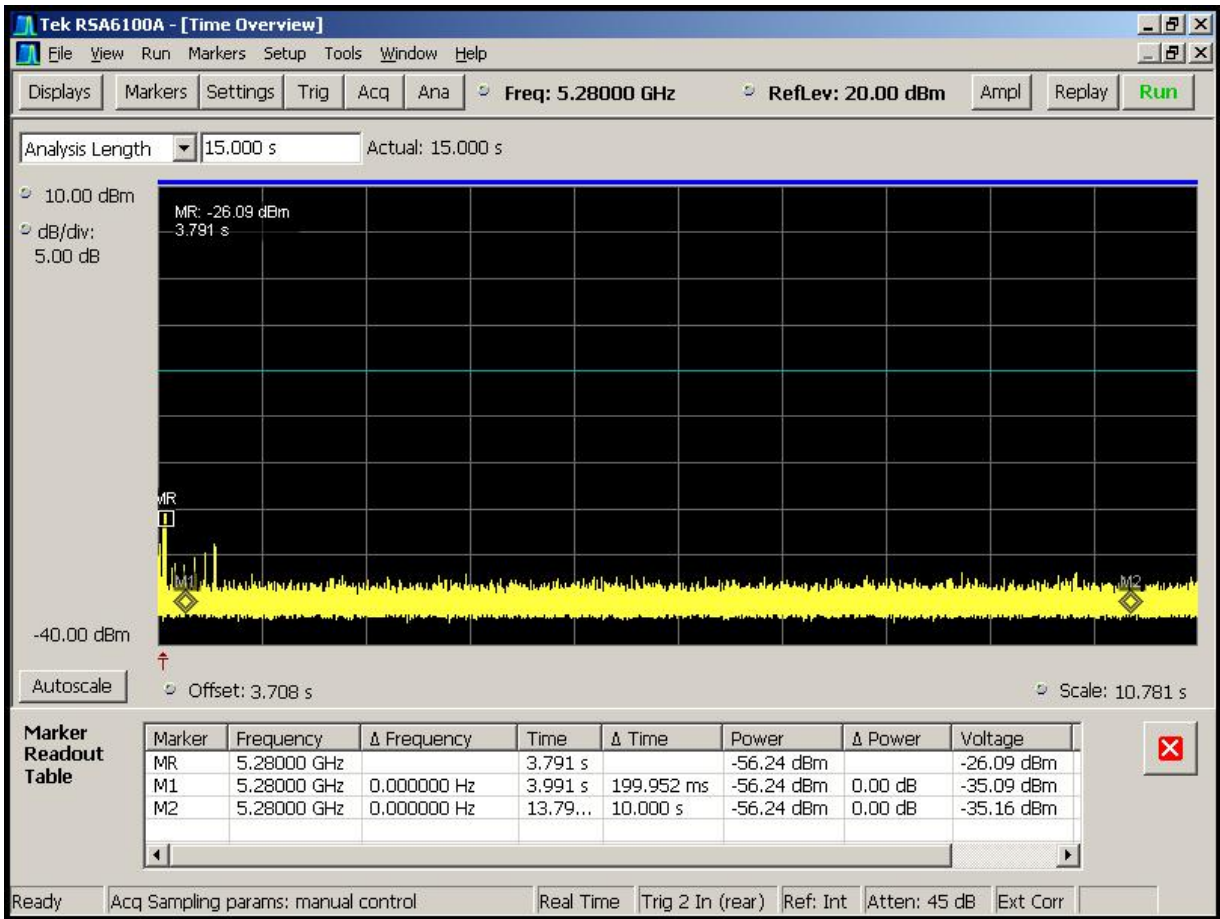 Tek RSA6100A - [Time Overview]
File View Run Markers Setup Tools Window Help
Displays Markers Settings Trig Acq Ana Freq: 5.28000 GHz RefLev: 20.00 dBm Ampl Replay Run
Analysis Length 15.000 s Actual: 15.000 s
10.00 dBm
dB/div:
5.00 dB
MR: -26.09 dBm
3.791 s
MR
M1
M2
-40.00 dBm
Autoscale Offset: 3.708 s Scale: 10.781 s
Marker Readout Table
Marker Frequency Δ Frequency Time Δ Time Power Δ Power Voltage
MR 5.28000 GHz 3.791 s -56.24 dBm -26.09 dBm
M1 5.28000 GHz 0.000000 Hz 3.991 s 199.952 ms -56.24 dBm 0.00 dB -35.09 dBm
M2 5.28000 GHz 0.000000 Hz 13.79... 10.000 s -56.24 dBm 0.00 dB -35.16 dBm
Ready Acq Sampling params: manual control Real Time Trig 2 In (rear) Ref: Int Atten: 45 dB Ext Corr